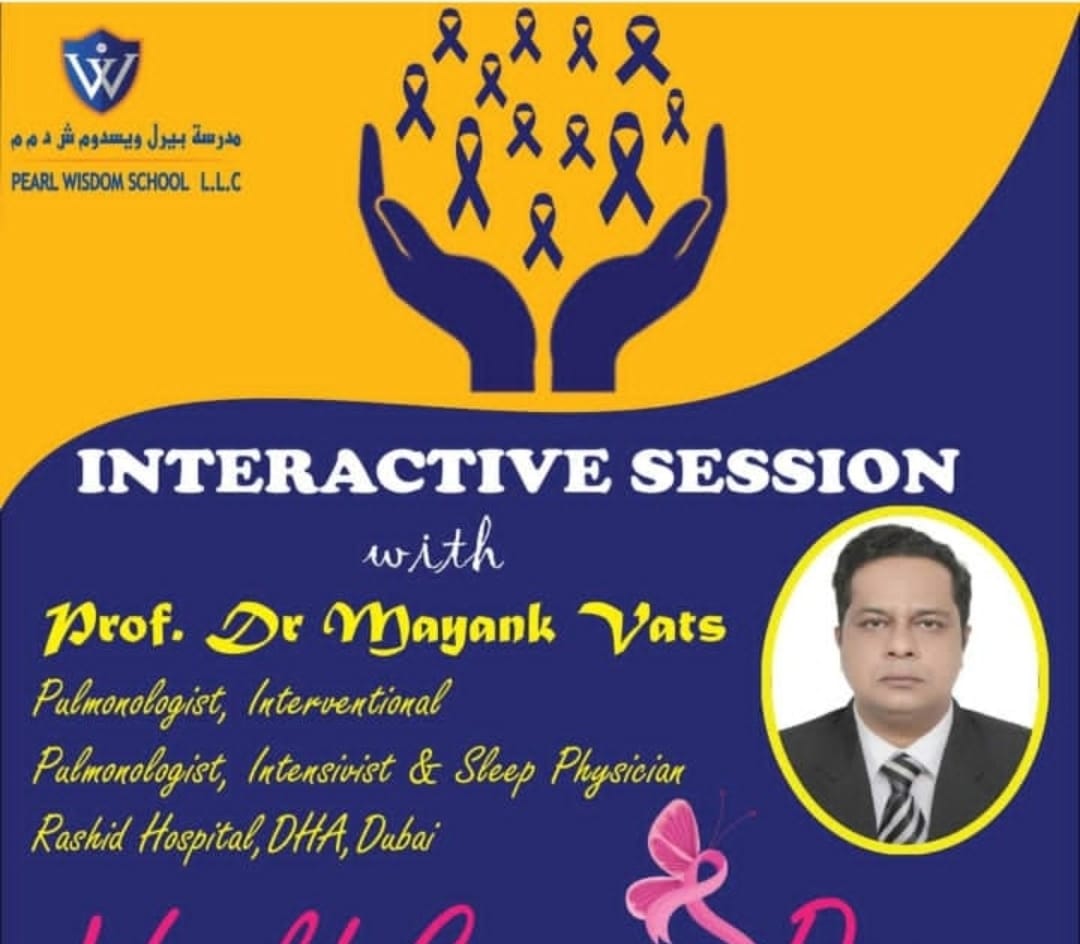 مدرسة بيرل ويسدوم ش ذ م م
PEARL WISDOM SCHOOL L.L.C
INTERACTIVE SESSION
with
Prof. Dr Mayank Vats
Pulmonologist, Interventional
Pulmonologist, Intensivist & Sleep Physician
Rashid Hospital, DHA, Dubai